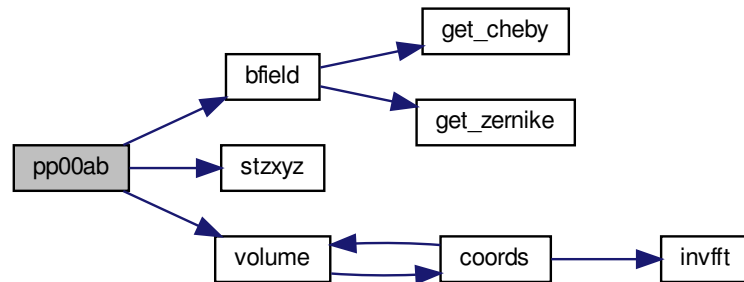 get_cheby
bfield
get_zernike
pp00ab
stzxyz
volume
coords
invfft